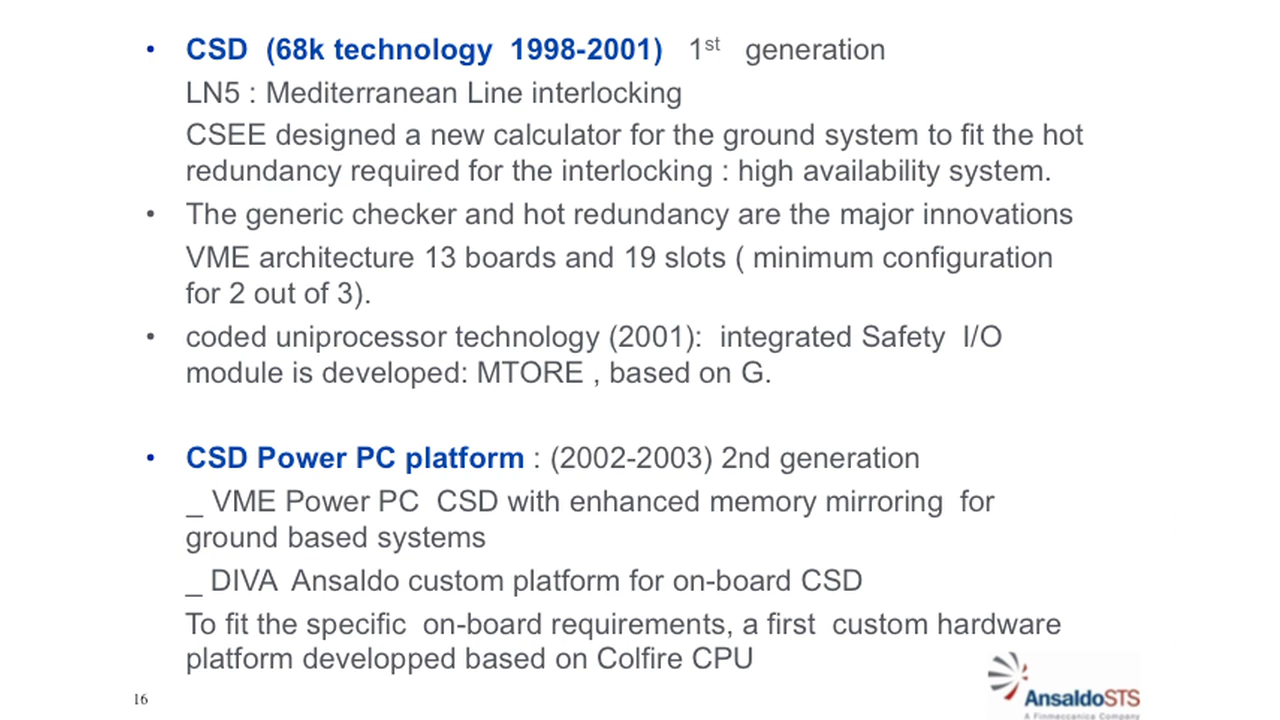 • CSD (68k technology 1998-2001) 1st generation
LN5 : Mediterranean Line interlocking
CSEE designed a new calculator for the ground system to fit the hot
redundancy required for the interlocking : high availability system.
• The generic checker and hot redundancy are the major innovations
VME architecture 13 boards and 19 slots ( minimum configuration
for 2 out of 3).
• coded uniprocessor technology (2001): integrated Safety I/O
module is developed: MTORE , based on G.
• CSD Power PC platform : (2002-2003) 2nd generation
_ VME Power PC CSD with enhanced memory mirroring for
ground based systems
_ DIVA Ansaldo custom platform for on-board CSD
To fit the specific on-board requirements, a first custom hardware
platform developped based on Colfire CPU
16
AnsaldoSTS
A Finmeccanica Company